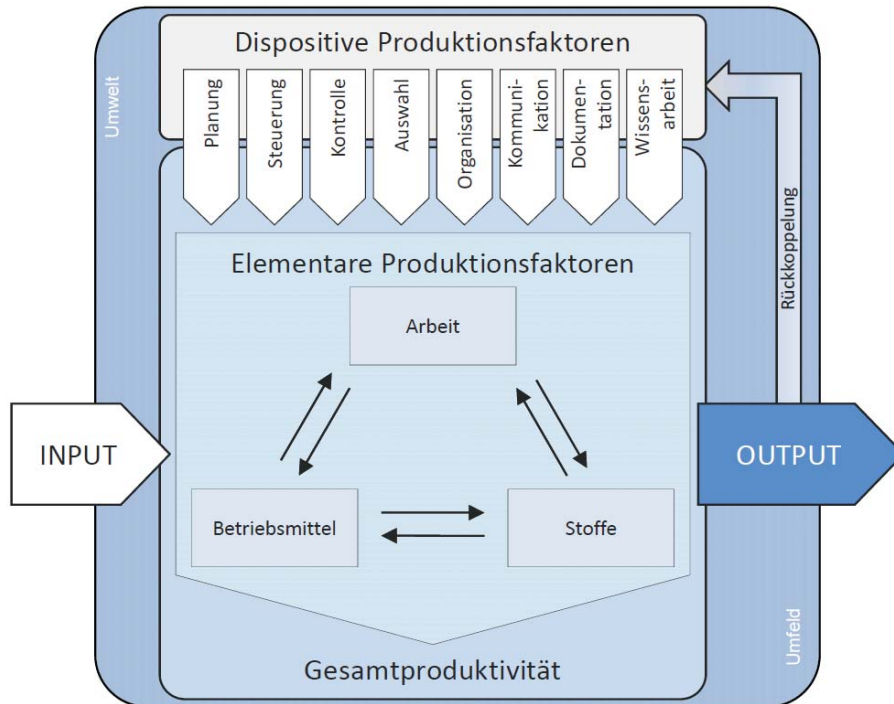 Umwelt
Dispositive Produktionsfaktoren
Planung
Steuerung
Kontrolle
Auswahl
Organisation
Kommuni-
kation
Dokumen-
tation
Wissens-
arbeit
Rückkoppelung
Elementare Produktionsfaktoren
Arbeit
INPUT
OUTPUT
Betriebsmittel
Stoffe
Umfeld
Gesamtproduktivität